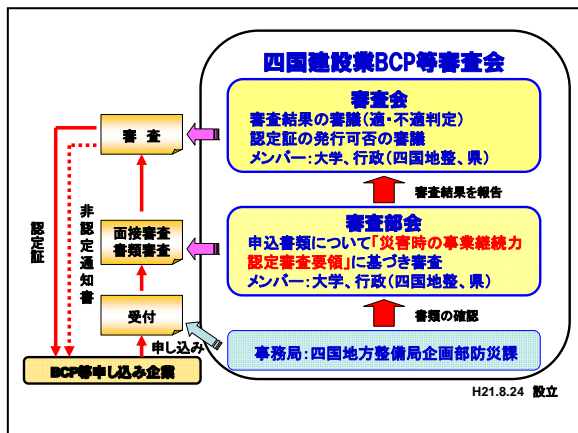 四国建設業BCP等審査会
審査会
審査結果の審議（適・不適判定）
認定証の発行可否の審議
メンバー：大学、行政（四国地整、県）
審査結果を報告
審査部会
申込書類について「災害時の事業継続力
認定審査要領」に基づき審査
メンバー：大学、行政（四国地整、県）
書類の確認
事務局：四国地方整備局企画部防災課
審 査
面接審査
書類審査
受付
申し込み
認定証
非認定通知書
BCP等申し込み企業
H21.8.24 設立